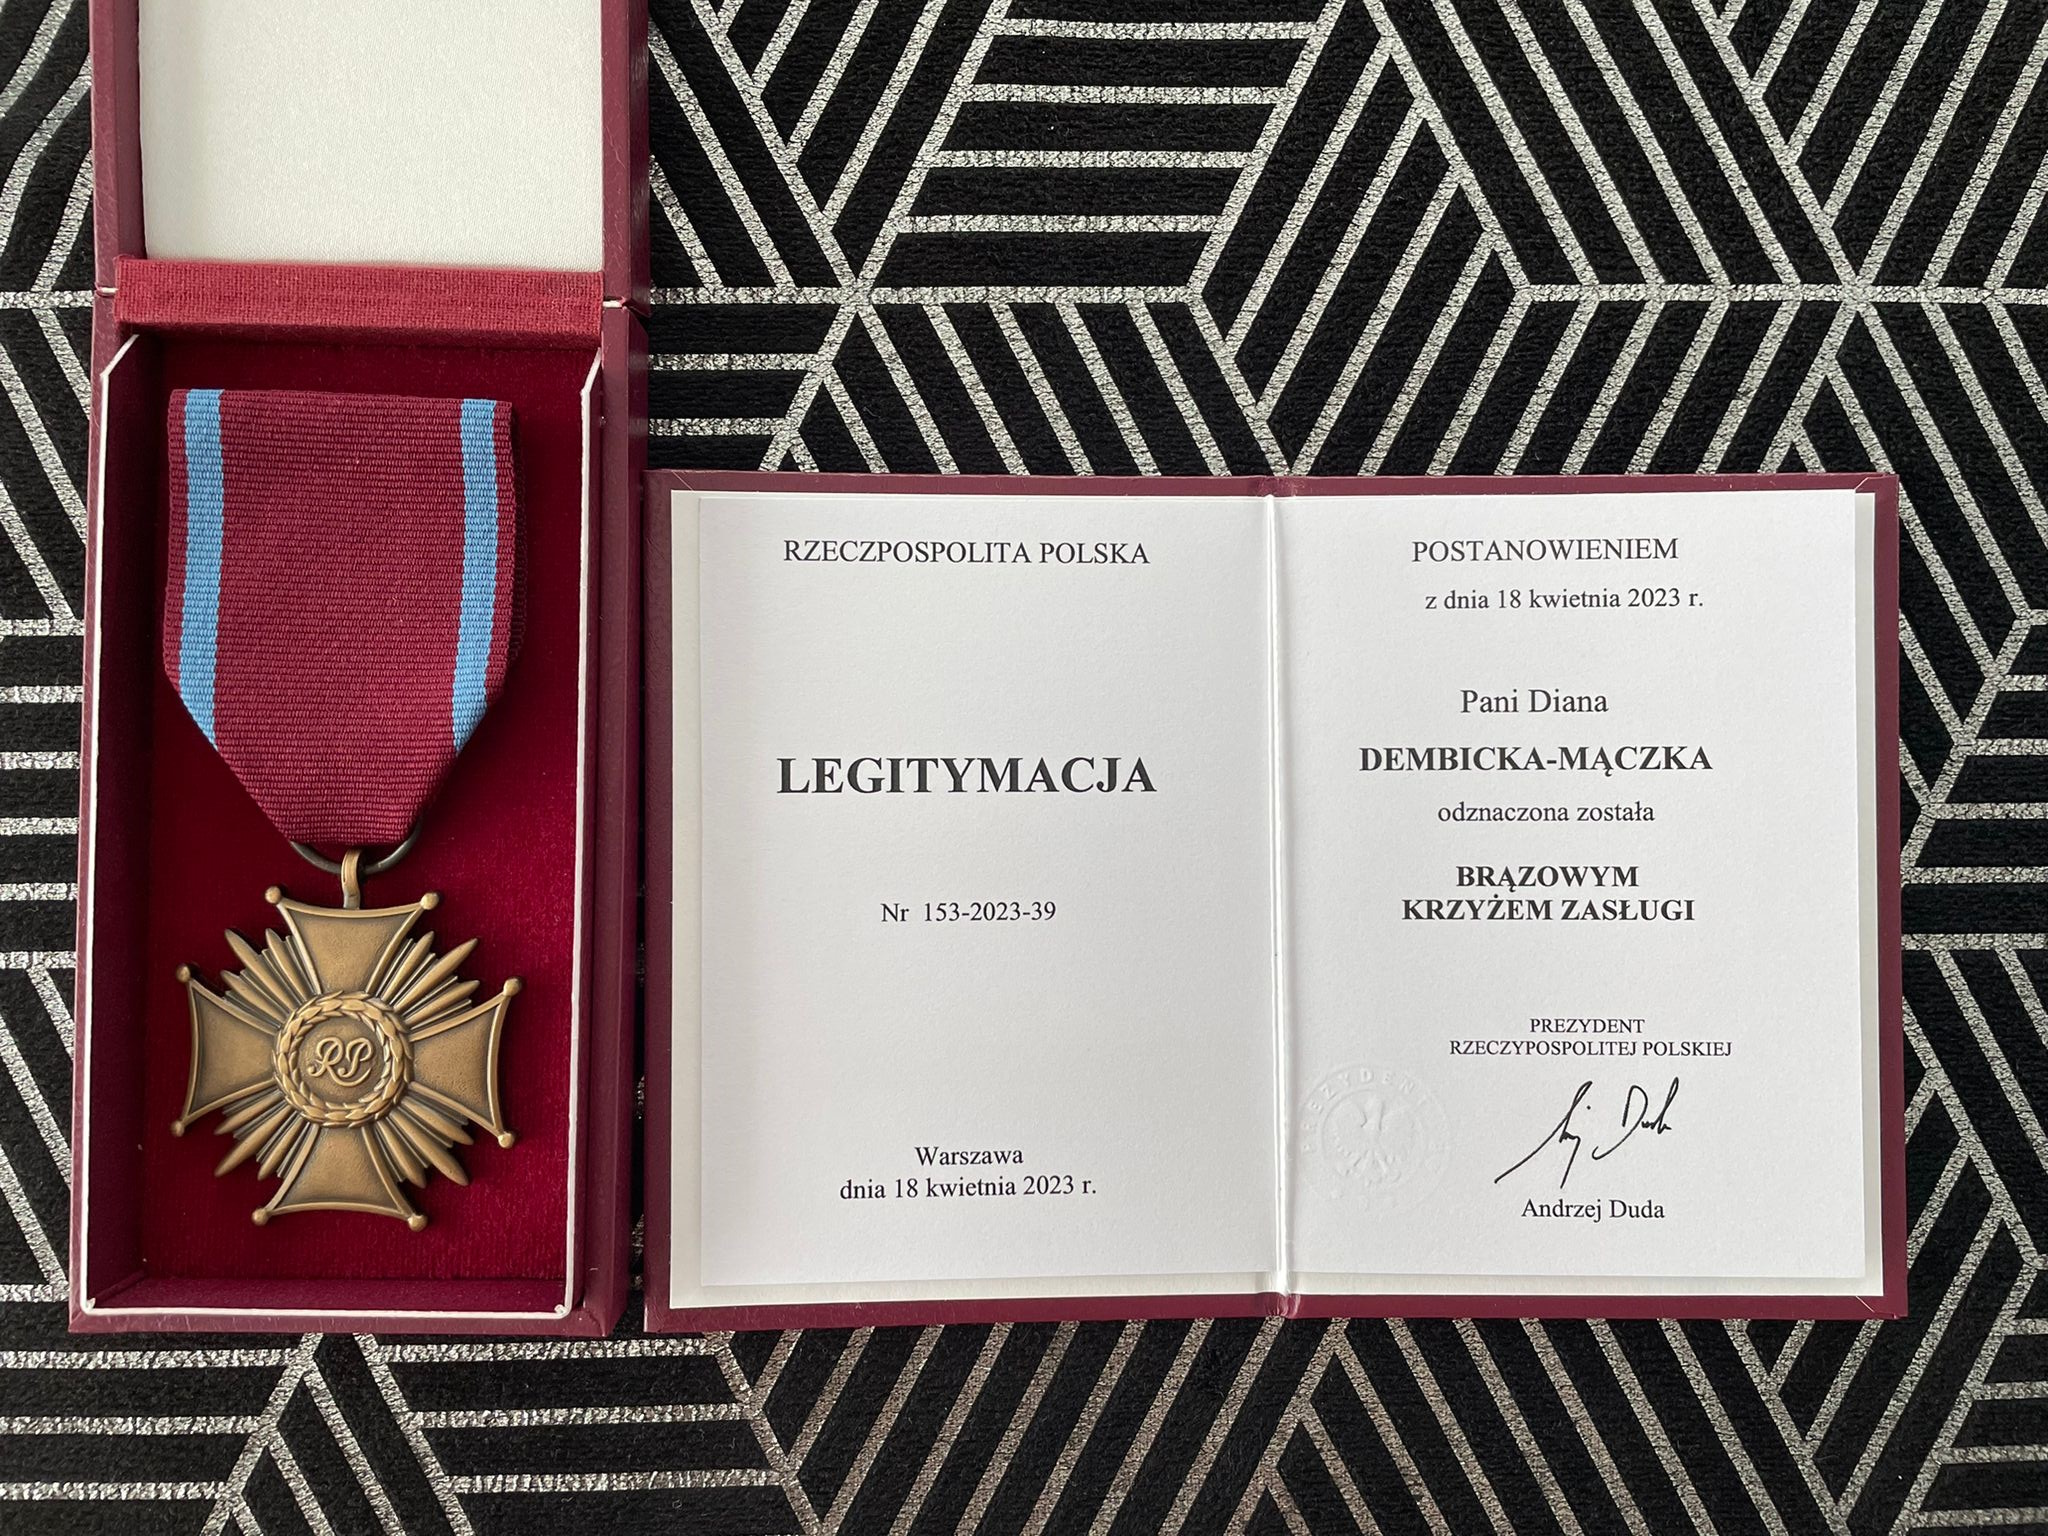 RP
RZECZPOSPOLITA POLSKA
LEGITYMACJA
Nr 153-2023-39
Warszawa
dnia 18 kwietnia 2023 r.
POSTANOWIENIEM
z dnia 18 kwietnia 2023 r.
Pani Diana
DEMBICKA-MĄCZKA
odznaczona została
BRĄZOWYM
KRZYŻEM ZASŁUGI
PREZYDENT
RZECZYPOSPOLITEJ POLSKIEJ
Andrzej Duda